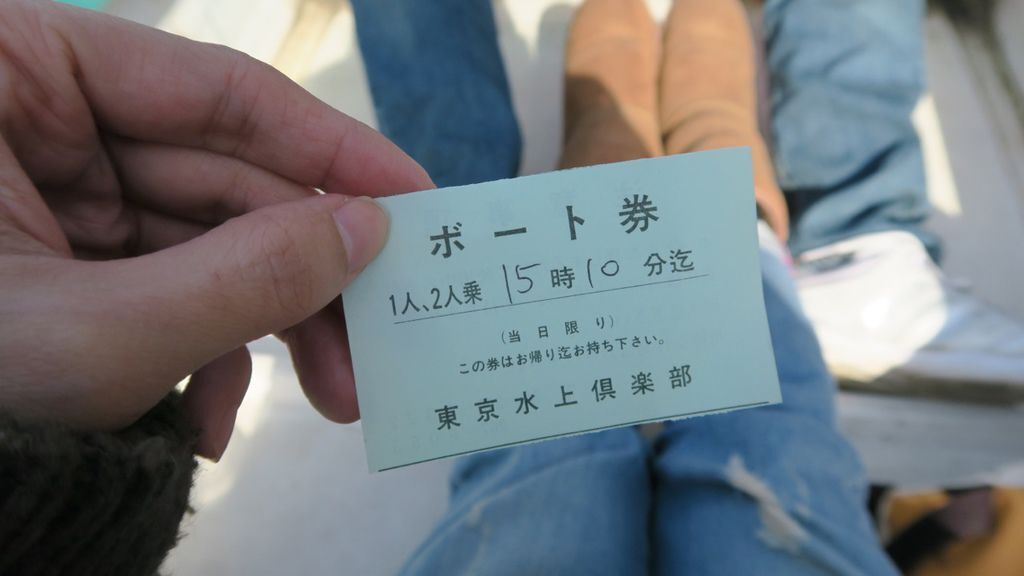 ボート券
1人、2人乗 15時10分迄
(当日限り)
この券はお帰り迄お持ち下さい。
東京水上倶楽部